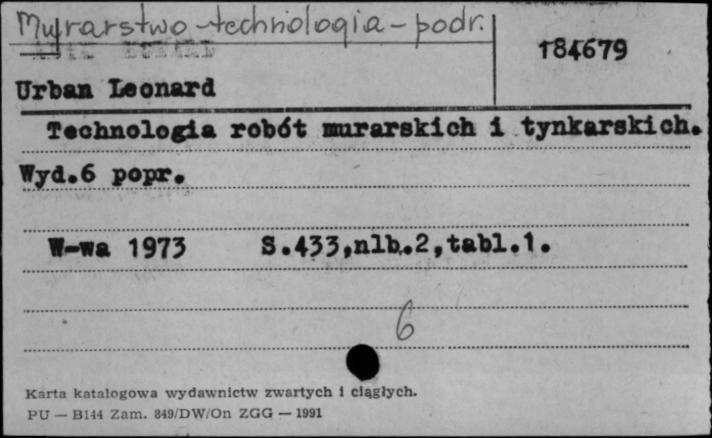 Murarstwo-technologia-podr.
184679
Urban Leonard
Technologia robót murarskich i tynkarskich.
Wyd.6 popr.
W-wa 1973 S.433,nlb.2,tabl.1.
6
Karta katalogowa wydawnictw zwartych i ciągłych.
PU — B144 Zam. 849/DW/On ZGG — 1991